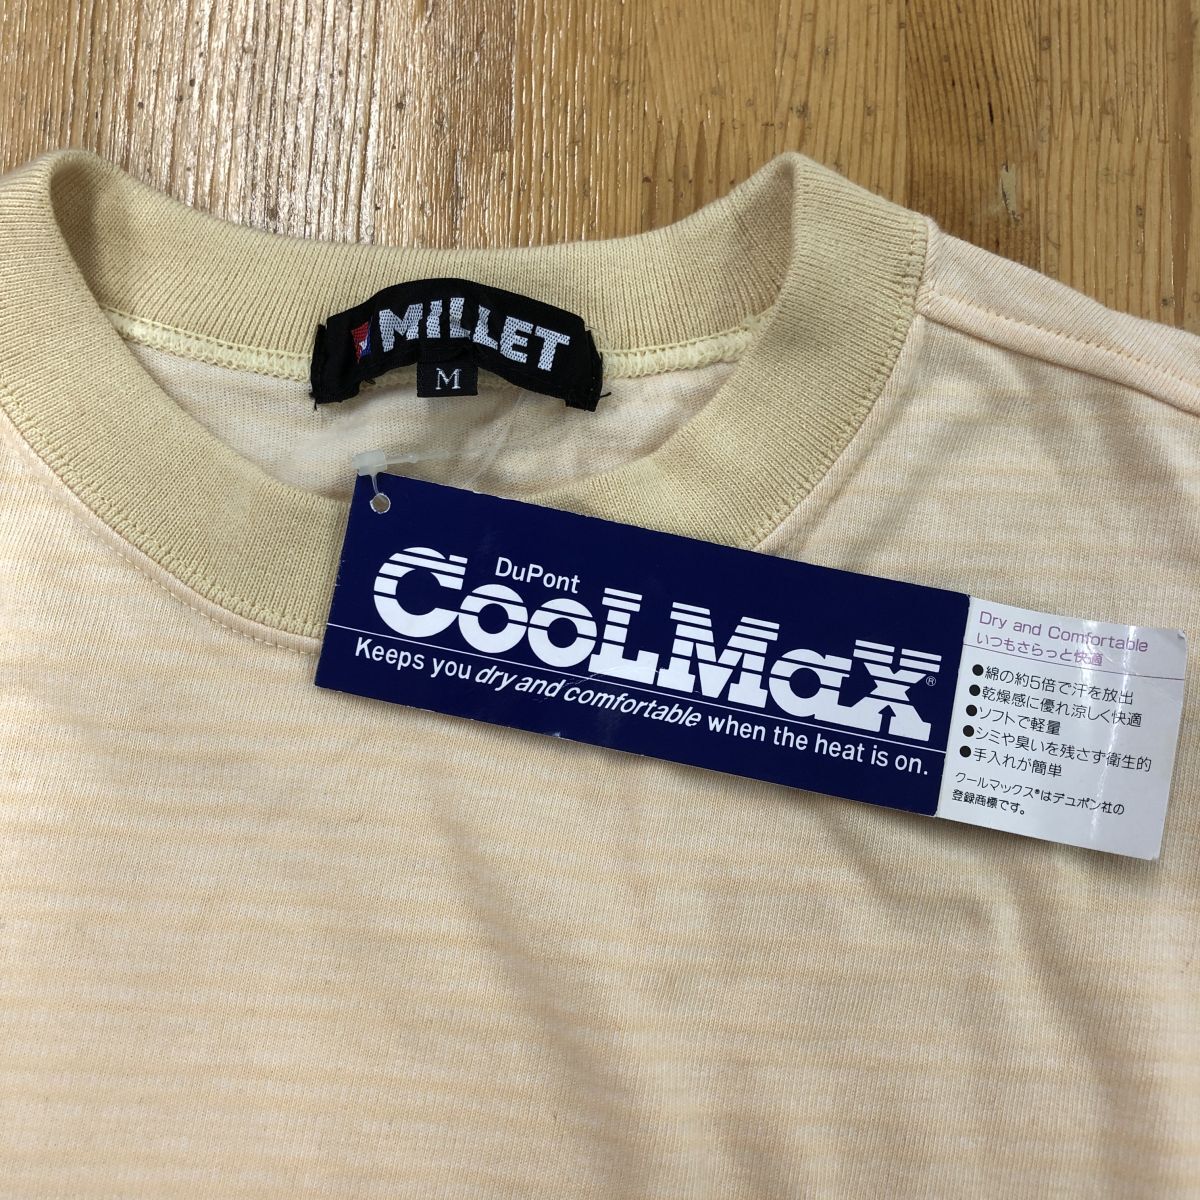 MILLET
M
DuPont
COOLMaX®
Keeps you dry and comfortable when the heat is on.
Dry and Comfortable
いつもさらっと快適
●綿の約5倍で汗を放出
●乾燥感に優れ涼しく快適
●ソフトで軽量
●シミや臭いを残さず衛生的
●手入れが簡単
クールマックス®はデュポン社の
登録商標です。